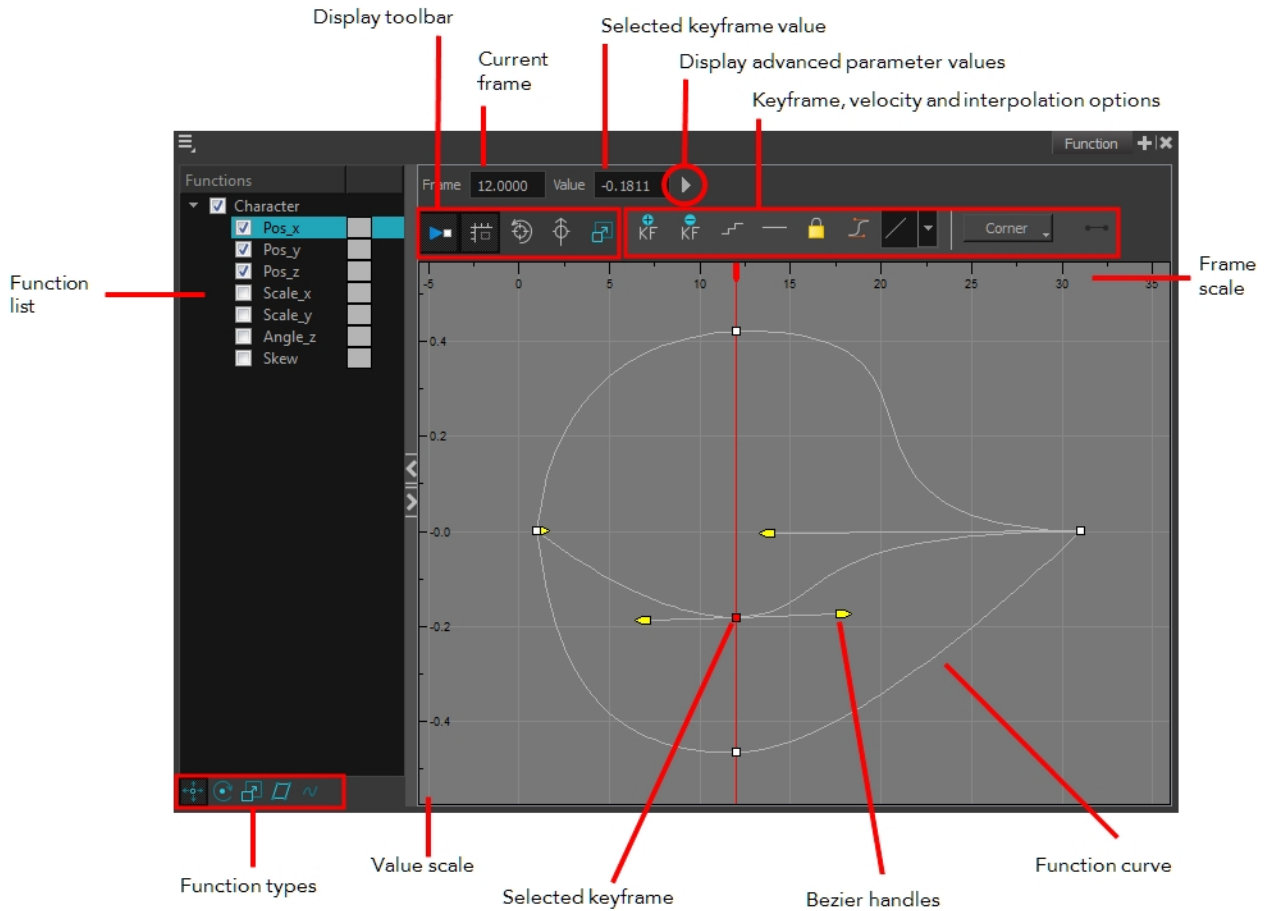 Display toolbar
Selected keyframe value
Current
frame
Display advanced parameter values
Keyframe, velocity and interpolation options
Function
Functions
Frame 12.0000 Value -0.1811
Character
Pos_x
Pos_y
Pos_z
Scale_x
Scale_y
Angle_z
Skew
KF KF Corner
Function
list
Frame
scale
-5 0 5 10 15 20 25 30 35
0.4
0.2
-0.0
-0.2
-0.4
Function types
Value scale
Selected keyframe
Bezier handles
Function curve